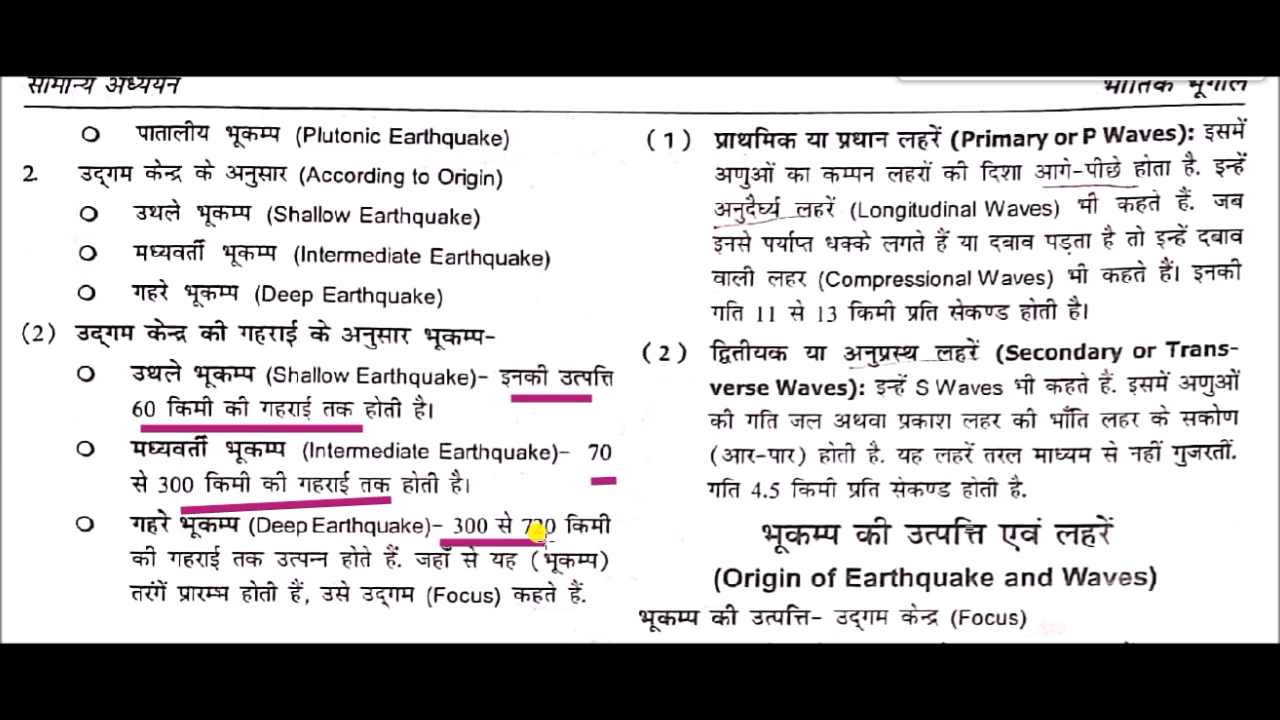 सामान्य अध्ययन
भौतिक भूगोल
पातालीय भूकम्प (Plutonic Earthquake)
2. उद्गम केन्द्र के अनुसार (According to Origin)
उथले भूकम्प (Shallow Earthquake)
मध्यवर्ती भूकम्प (Intermediate Earthquake)
गहरे भूकम्प (Deep Earthquake)
(2) उद्गम केन्द्र की गहराई के अनुसार भूकम्प-
उथले भूकम्प (Shallow Earthquake)- इनकी उत्पत्ति
60 किमी की गहराई तक होती है।
मध्यवर्ती भूकम्प (Intermediate Earthquake)- 70
से 300 किमी की गहराई तक होती है।
गहरे भूकम्प (Deep Earthquake)- 300 से किमी
की गहराई तक उत्पन्न होते हैं. जहाँ से यह (भूकम्प)
तरंगें प्रारम्भ होती हैं, उसे उद्गम (Focus) कहते हैं.
(1) प्राथमिक या प्रधान लहरें (Primary or P Waves): इसमें
अणुओं का कम्पन लहरों की दिशा आगे-पीछे होता है. इन्हें
अनुदैर्घ्य लहरें (Longitudinal Waves) भी कहते हैं. जब
इनसे पर्याप्त धक्के लगते हैं या दबाव पड़ता है तो इन्हें दबाव
वाली लहर (Compressional Waves) भी कहते हैं। इनकी
गति 11 से 13 किमी प्रति सेकण्ड होती है।
(2) द्वितीयक या अनुप्रस्थ लहरें (Secondary or Trans-
verse Waves): इन्हें S Waves भी कहते हैं. इसमें अणुओं
की गति जल अथवा प्रकाश लहर की भाँति लहर के सकोण
(आर-पार) होती है. यह लहरें तरल माध्यम से नहीं गुजरतीं.
गति 4.5 किमी प्रति सेकण्ड होती है.
भूकम्प की उत्पत्ति एवं लहरें
(Origin of Earthquake and Waves)
भूकम्प की उत्पत्ति- उद्गम केन्द्र (Focus)